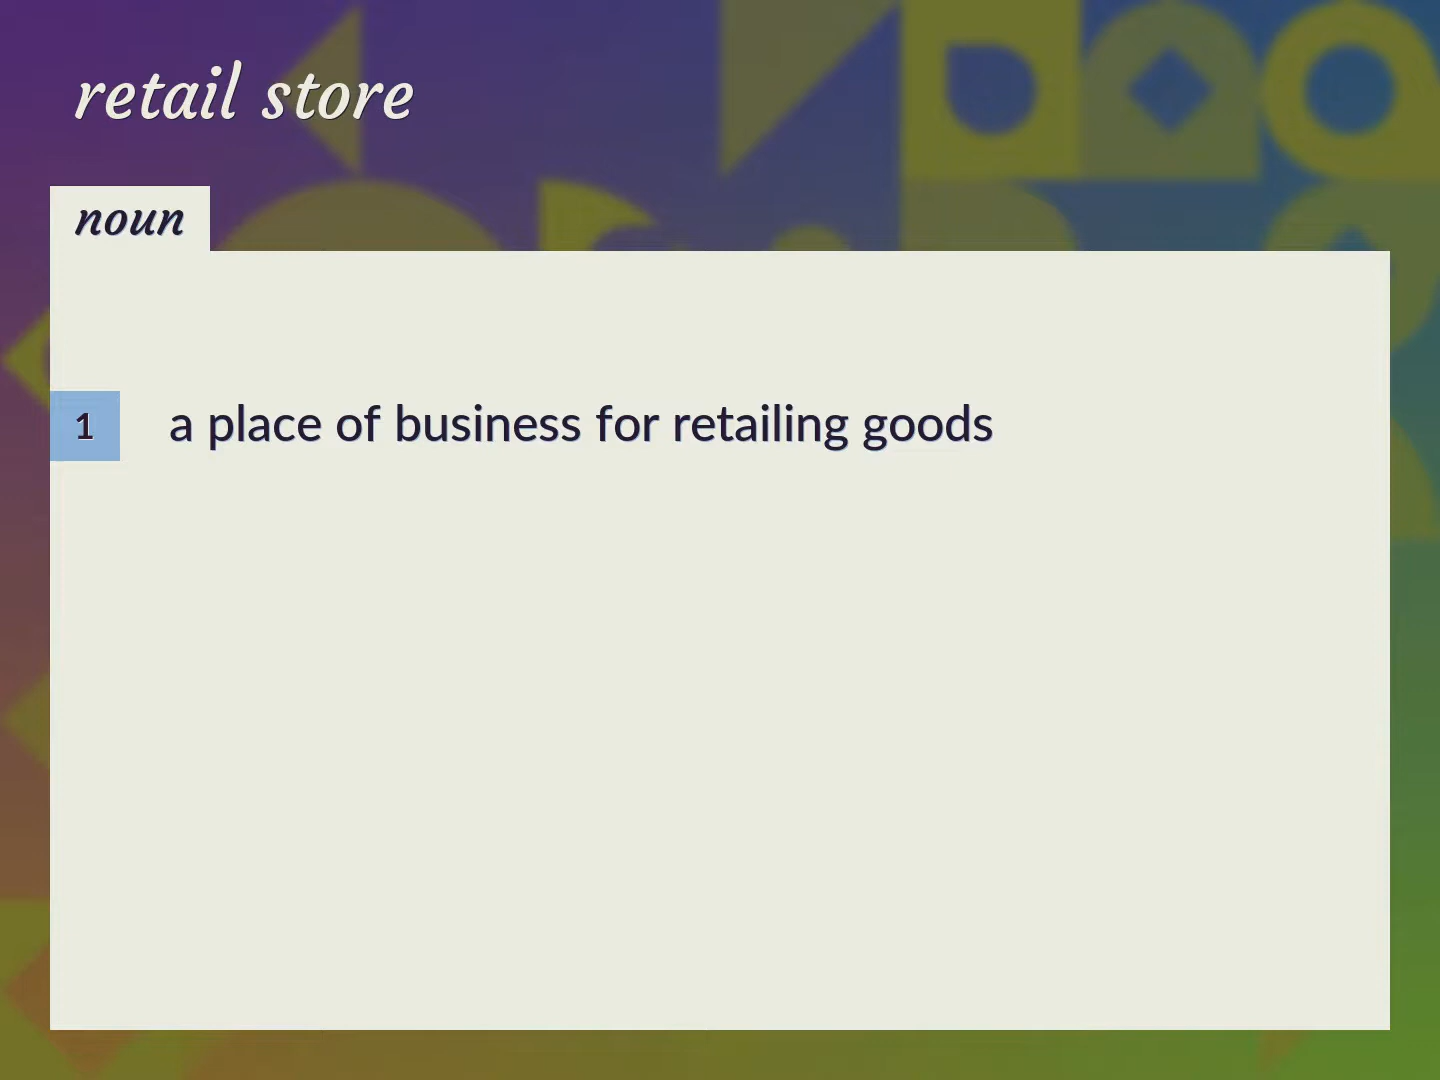 retail store
noun
1 a place of business for retailing goods